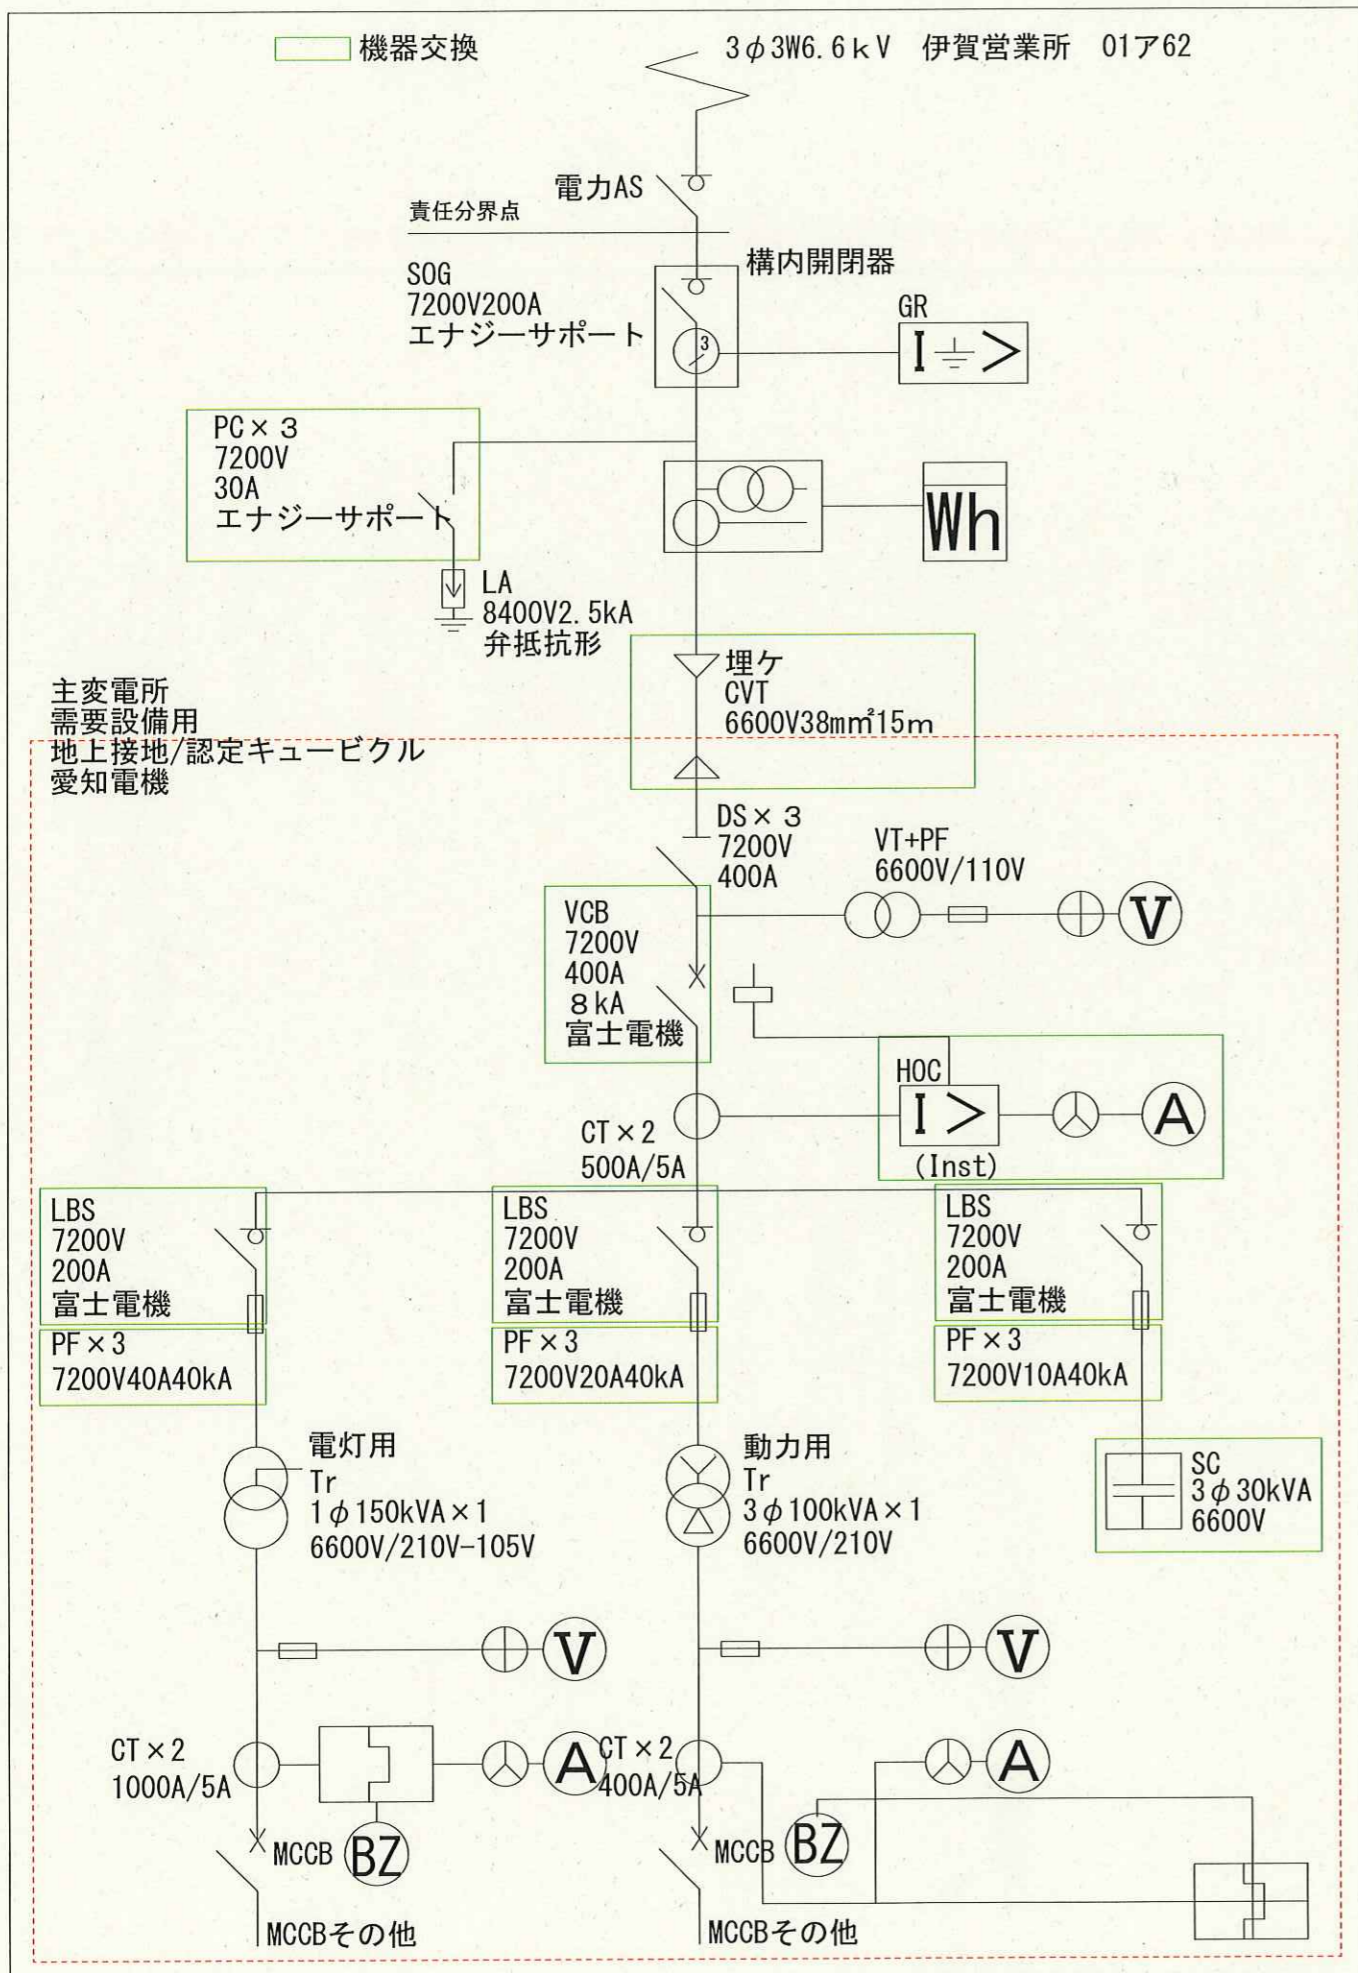 機器交換
3φ3W6.6kV 伊賀営業所 01ア62
電力AS
責任分界点
構内開閉器
SOG
7200V200A
エナジーサポート
3
GR
I >
PC×3
7200V
30A
エナジーサポート
Wh
LA
8400V2.5kA
弁抵抗形
埋ケ
CVT
6600V38mm²15m
主変電所
需要設備用
地上接地/認定キュービクル
愛知電機
DS×3
7200V
400A
VT+PF
6600V/110V
V
VCB
7200V
400A
8kA
富士電機
HOC
I >
A
(Inst)
CT×2
500A/5A
LBS
7200V
200A
富士電機
PF×3
7200V40A40kA
LBS
7200V
200A
富士電機
PF×3
7200V20A40kA
LBS
7200V
200A
富士電機
PF×3
7200V10A40kA
電灯用
Tr
1φ150kVA×1
6600V/210V-105V
動力用
Tr
3φ100kVA×1
6600V/210V
SC
3φ30kVA
6600V
V
V
CT×2
1000A/5A
A
CT×2
400A/5A
A
MCCB
BZ
MCCB
BZ
MCCBその他
MCCBその他